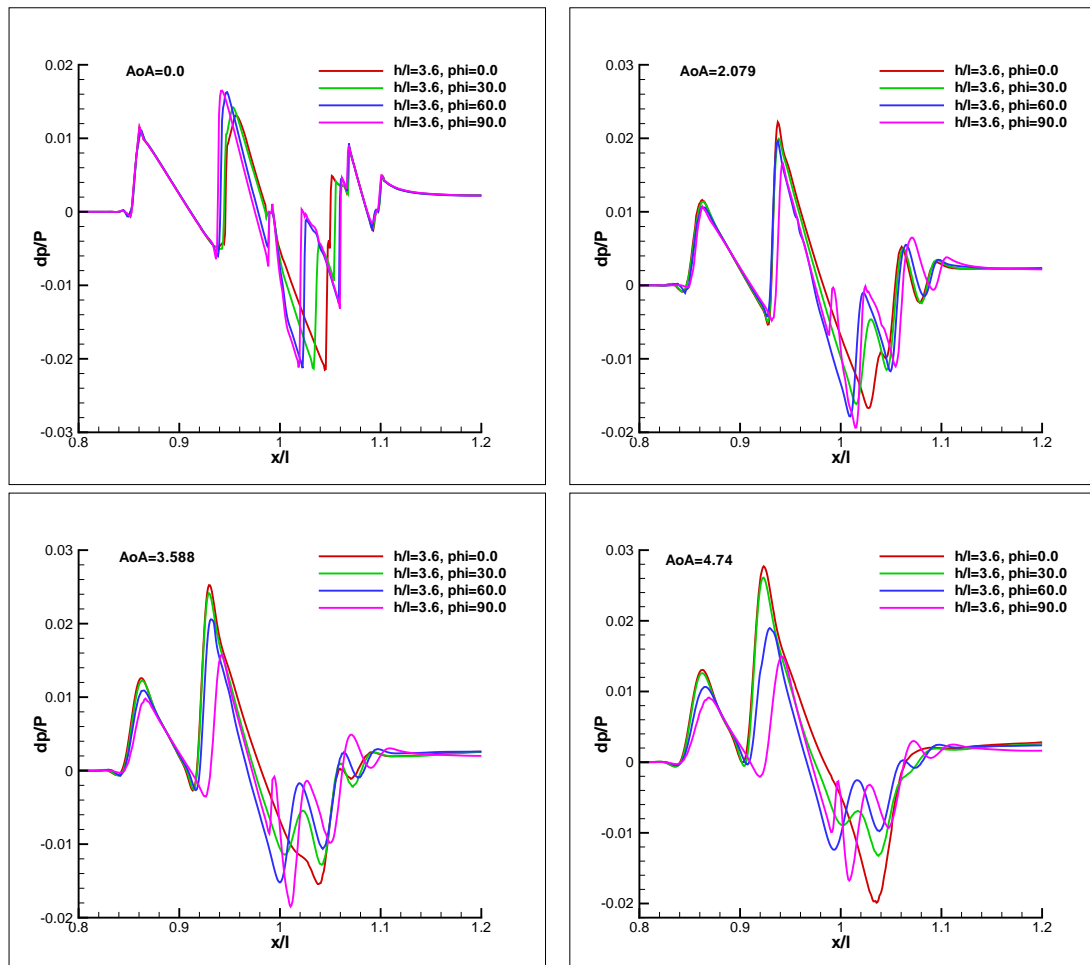 AoA=0.0
h/l=3.6, phi=0.0
h/l=3.6, phi=30.0
h/l=3.6, phi=60.0
h/l=3.6, phi=90.0
0.02
0.01
0
-0.01
-0.02
-0.03
dp/P
0.8
0.9
1
1.1
1.2
x/l
AoA=2.079
h/l=3.6, phi=0.0
h/l=3.6, phi=30.0
h/l=3.6, phi=60.0
h/l=3.6, phi=90.0
0.03
0.02
0.01
0
-0.01
-0.02
dp/P
0.8
0.9
1
1.1
1.2
x/l
AoA=3.588
h/l=3.6, phi=0.0
h/l=3.6, phi=30.0
h/l=3.6, phi=60.0
h/l=3.6, phi=90.0
0.03
0.02
0.01
0
-0.01
-0.02
dp/P
0.8
0.9
1
1.1
1.2
x/l
AoA=4.74
h/l=3.6, phi=0.0
h/l=3.6, phi=30.0
h/l=3.6, phi=60.0
h/l=3.6, phi=90.0
0.03
0.02
0.01
0
-0.01
-0.02
dp/P
0.8
0.9
1
1.1
1.2
x/l